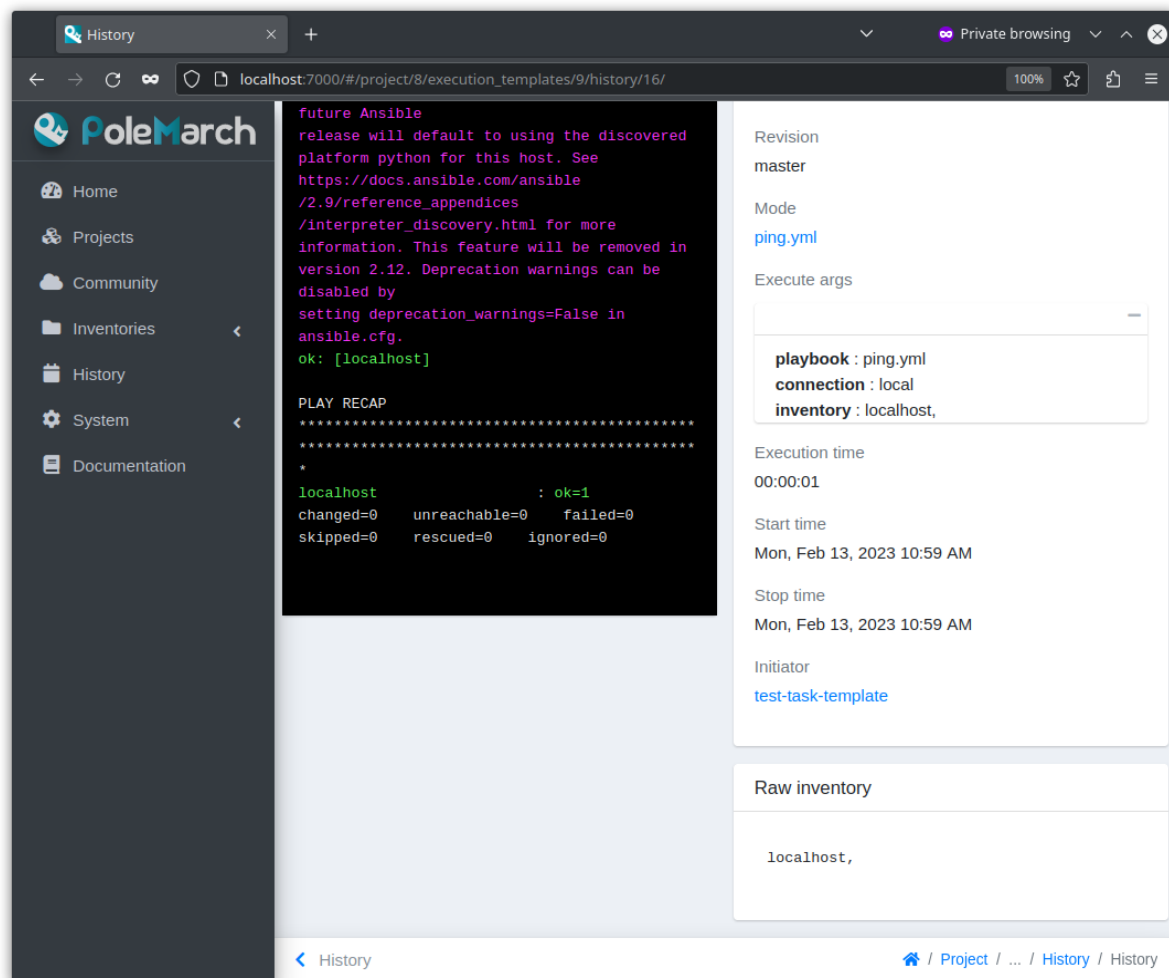 History
Private browsing
localhost:7000/#/project/8/execution_templates/9/history/16/
100%
PoleMarch
Home
Projects
Community
Inventories
History
System
Documentation
future Ansible
release will default to using the discovered
platform python for this host. See
https://docs.ansible.com/ansible
/2.9/reference_appendices
/interpreter_discovery.html for more
information. This feature will be removed in
version 2.12. Deprecation warnings can be
disabled by
setting deprecation_warnings=False in
ansible.cfg.
ok: [localhost]
PLAY RECAP
*********************************************
*********************************************
*
localhost : ok=1
changed=0 unreachable=0 failed=0
skipped=0 rescued=0 ignored=0
Revision
master
Mode
ping.yml
Execute args
playbook : ping.yml
connection : local
inventory : localhost,
Execution time
00:00:01
Start time
Mon, Feb 13, 2023 10:59 AM
Stop time
Mon, Feb 13, 2023 10:59 AM
Initiator
test-task-template
Raw inventory
localhost,
History
/ Project / ... / History / History